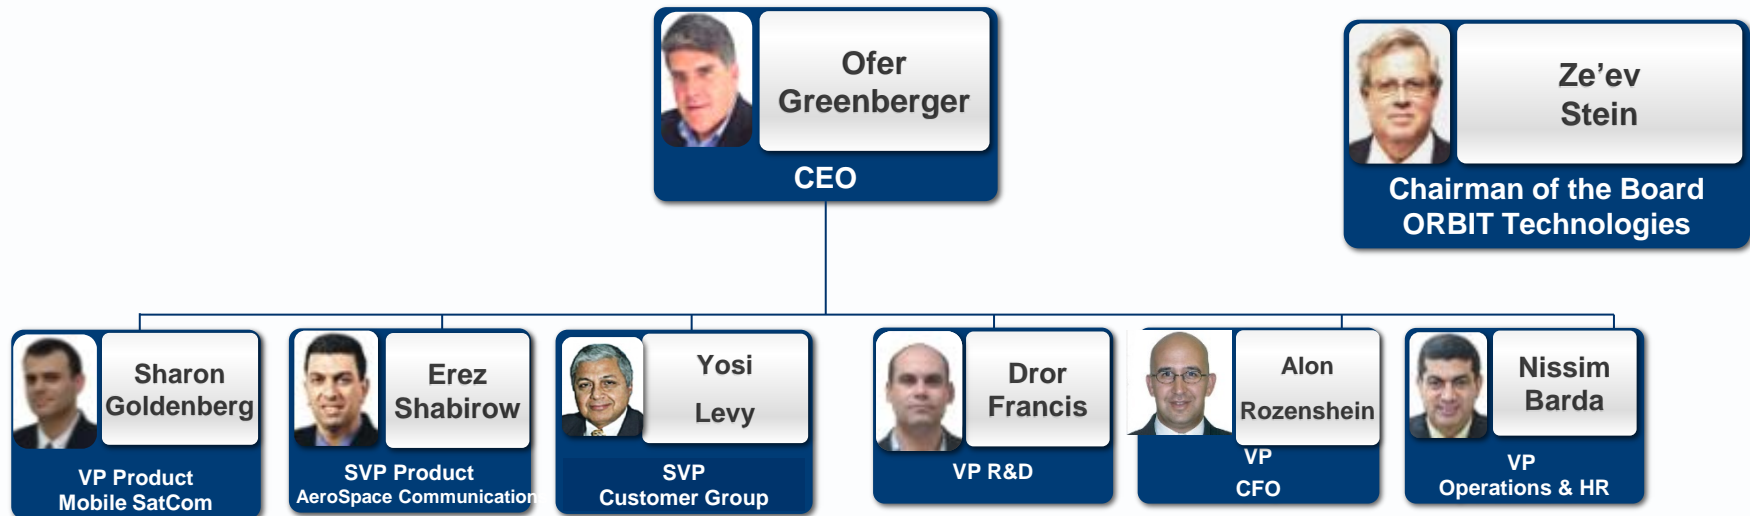 Ofer
Greenberger
CEO
Ze’ev
Stein
Chairman of the Board
ORBIT Technologies
Sharon
Goldenberg
VP Product
Mobile SatCom
Erez
Shabirow
SVP Product
AeroSpace Communications
Yosi
Levy
SVP
Customer Group
Dror
Francis
VP R&D
Alon
Rozenshein
VP
CFO
Nissim
Barda
VP
Operations & HR